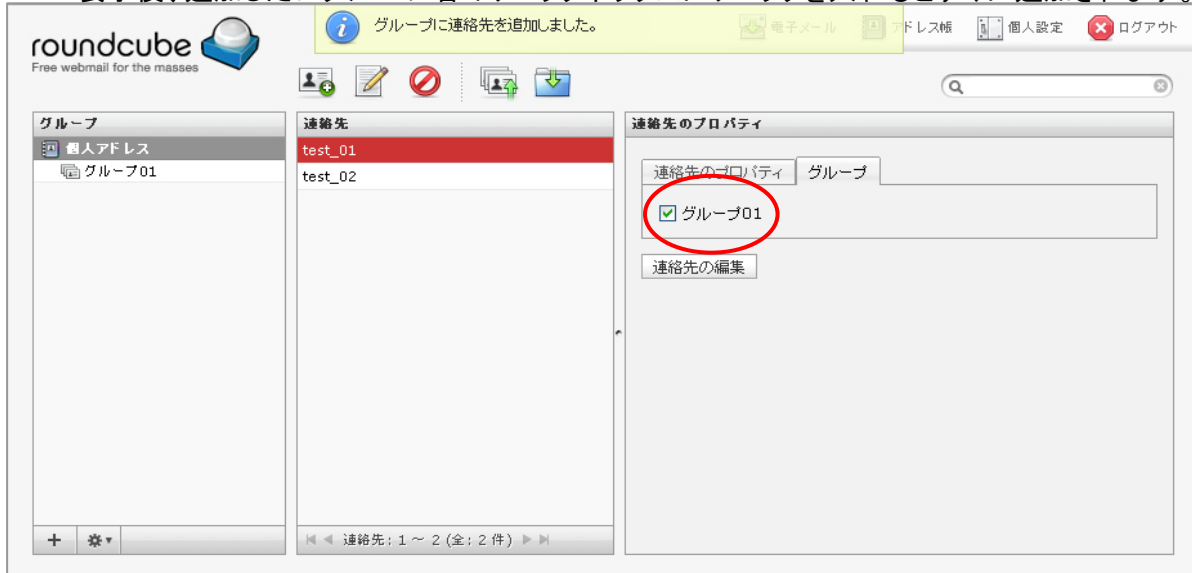 グループに連絡先を追加しました。
電子メール アドレス帳 個人設定 ログアウト
roundcube
Free webmail for the masses
グループ
個人アドレス
グループ01
連絡先
test_01
test_02
連絡先: 1 ~ 2 (全: 2 件)
連絡先のプロパティ
連絡先のプロパティ グループ
グループ01
連絡先の編集